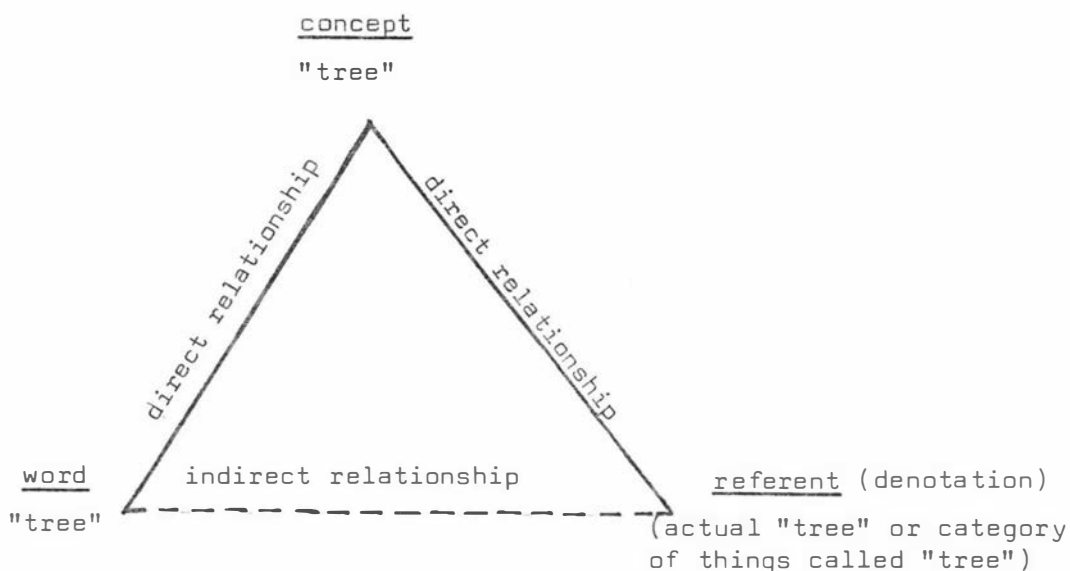 concept
"tree"
direct relationship
direct relationship
word
indirect relationship
referent (denotation)
"tree"
(actual "tree" or category
of things called "tree")